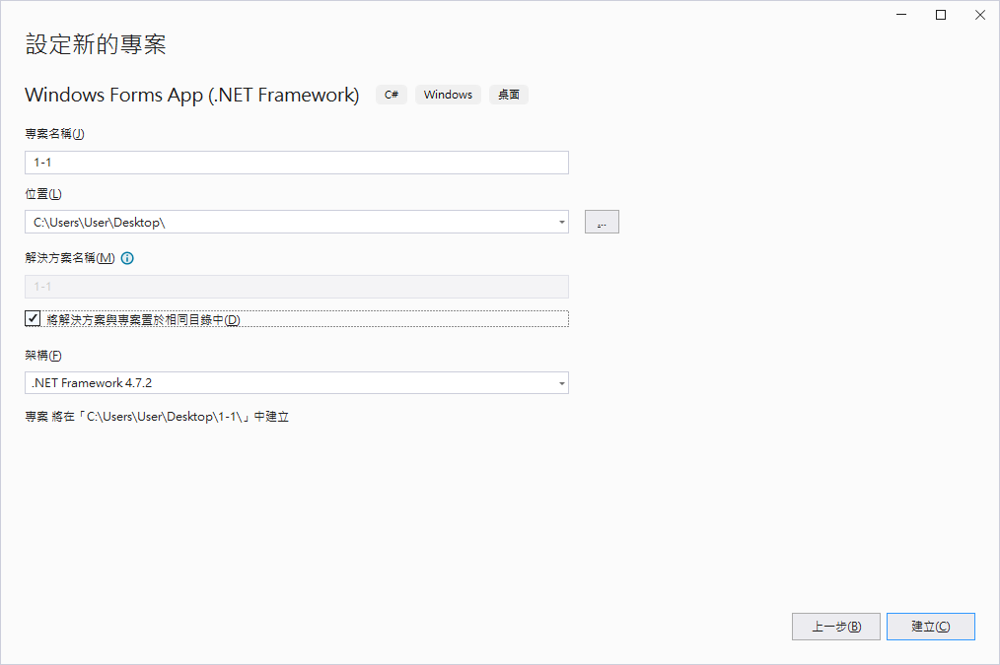 設定新的專案
Windows Forms App (.NET Framework) C# Windows 桌面
專案名稱(J)
1-1
位置(L)
C:\Users\User\Desktop\
...
解決方案名稱(M)
1-1
將解決方案與專案置於相同目錄中(D)
架構(F)
.NET Framework 4.7.2
專案 將在「C:\Users\User\Desktop\1-1\」中建立
上一步(B) 建立(C)